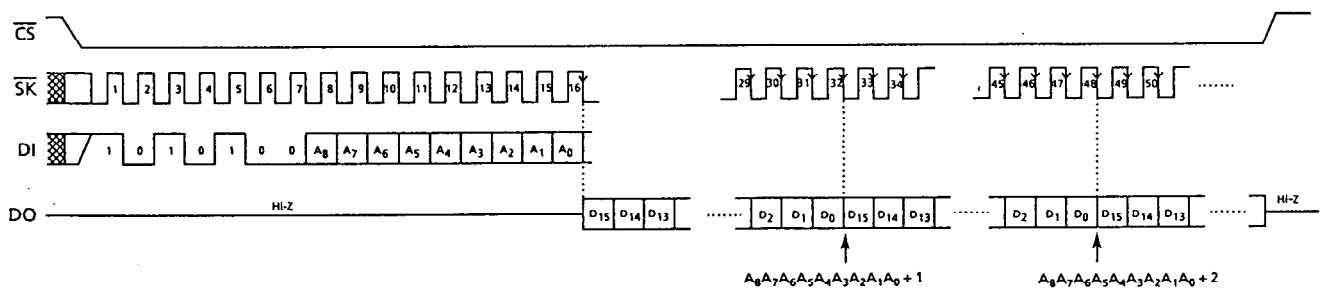 CS
SK 1 2 3 4 5 6 7 8 9 10 11 12 13 14 15 16 29 30 31 32 33 34 45 46 47 48 49 50 ........
DI 1 0 1 0 1 0 0 A8 A7 A6 A5 A4 A3 A2 A1 A0
DO HI-Z D15 D14 D13 ........ D2 D1 D0 D15 D14 D13 ........ D2 D1 D0 D15 D14 D13 ........ HI-Z
A8A7A6A5A4A3A2A1A0 + 1 A8A7A6A5A4A3A2A1A0 + 2